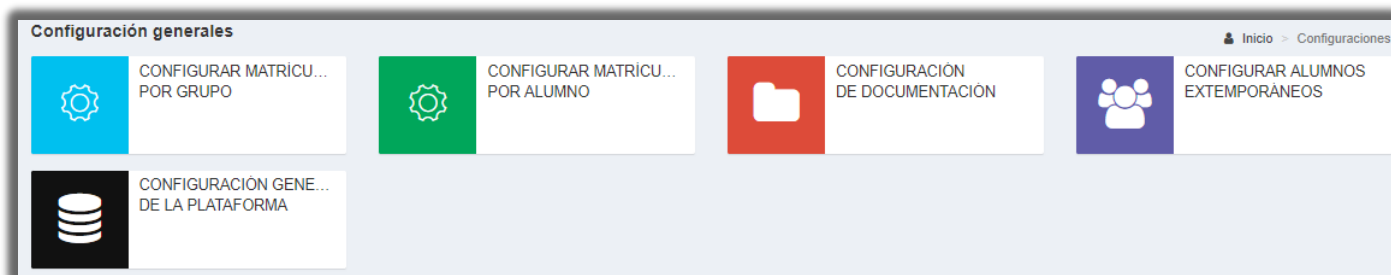 Configuración generales
Inicio > Configuraciones
CONFIGURAR MATRÍCU...
POR GRUPO
CONFIGURAR MATRÍCU...
POR ALUMNO
CONFIGURACIÓN
DE DOCUMENTACIÓN
CONFIGURAR ALUMNOS
EXTEMPORÁNEOS
CONFIGURACIÓN GENE...
DE LA PLATAFORMA